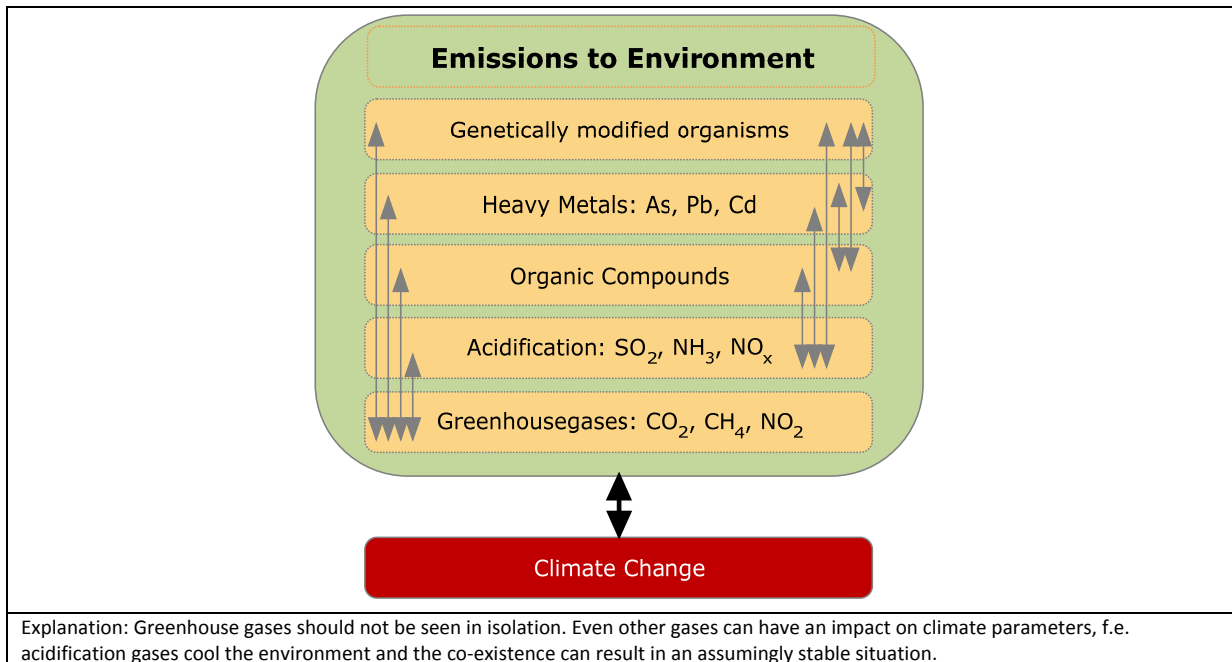 Emissions to Environment
Genetically modified organisms
Heavy Metals: As, Pb, Cd
Organic Compounds
Acidification: SO₂, NH₃, NOₓ
Greenhousegases: CO₂, CH₄, NO₂
Climate Change
Explanation: Greenhouse gases should not be seen in isolation. Even other gases can have an impact on climate parameters, f.e.
acidification gases cool the environment and the co-existence can result in an assumingly stable situation.